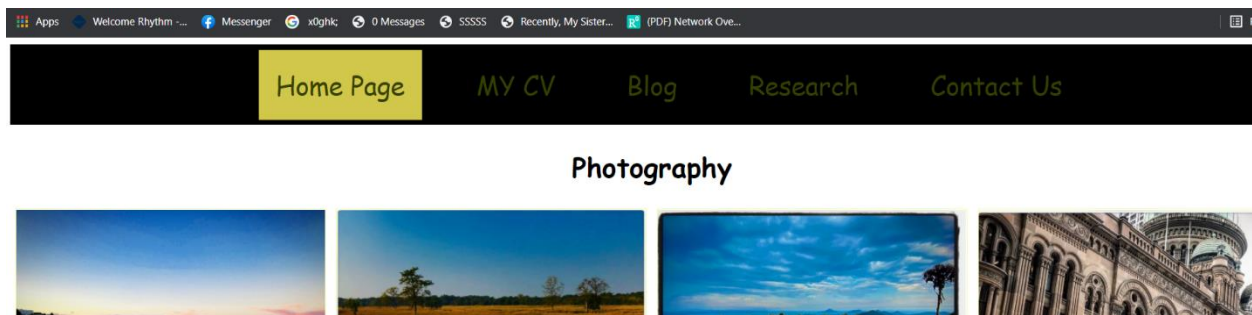 Apps Welcome Rhythm -... Messenger x0ghk; 0 Messages SSSSS Recently, My Sister... (PDF) Network Ove...
Home Page MY CV Blog Research Contact Us
Photography